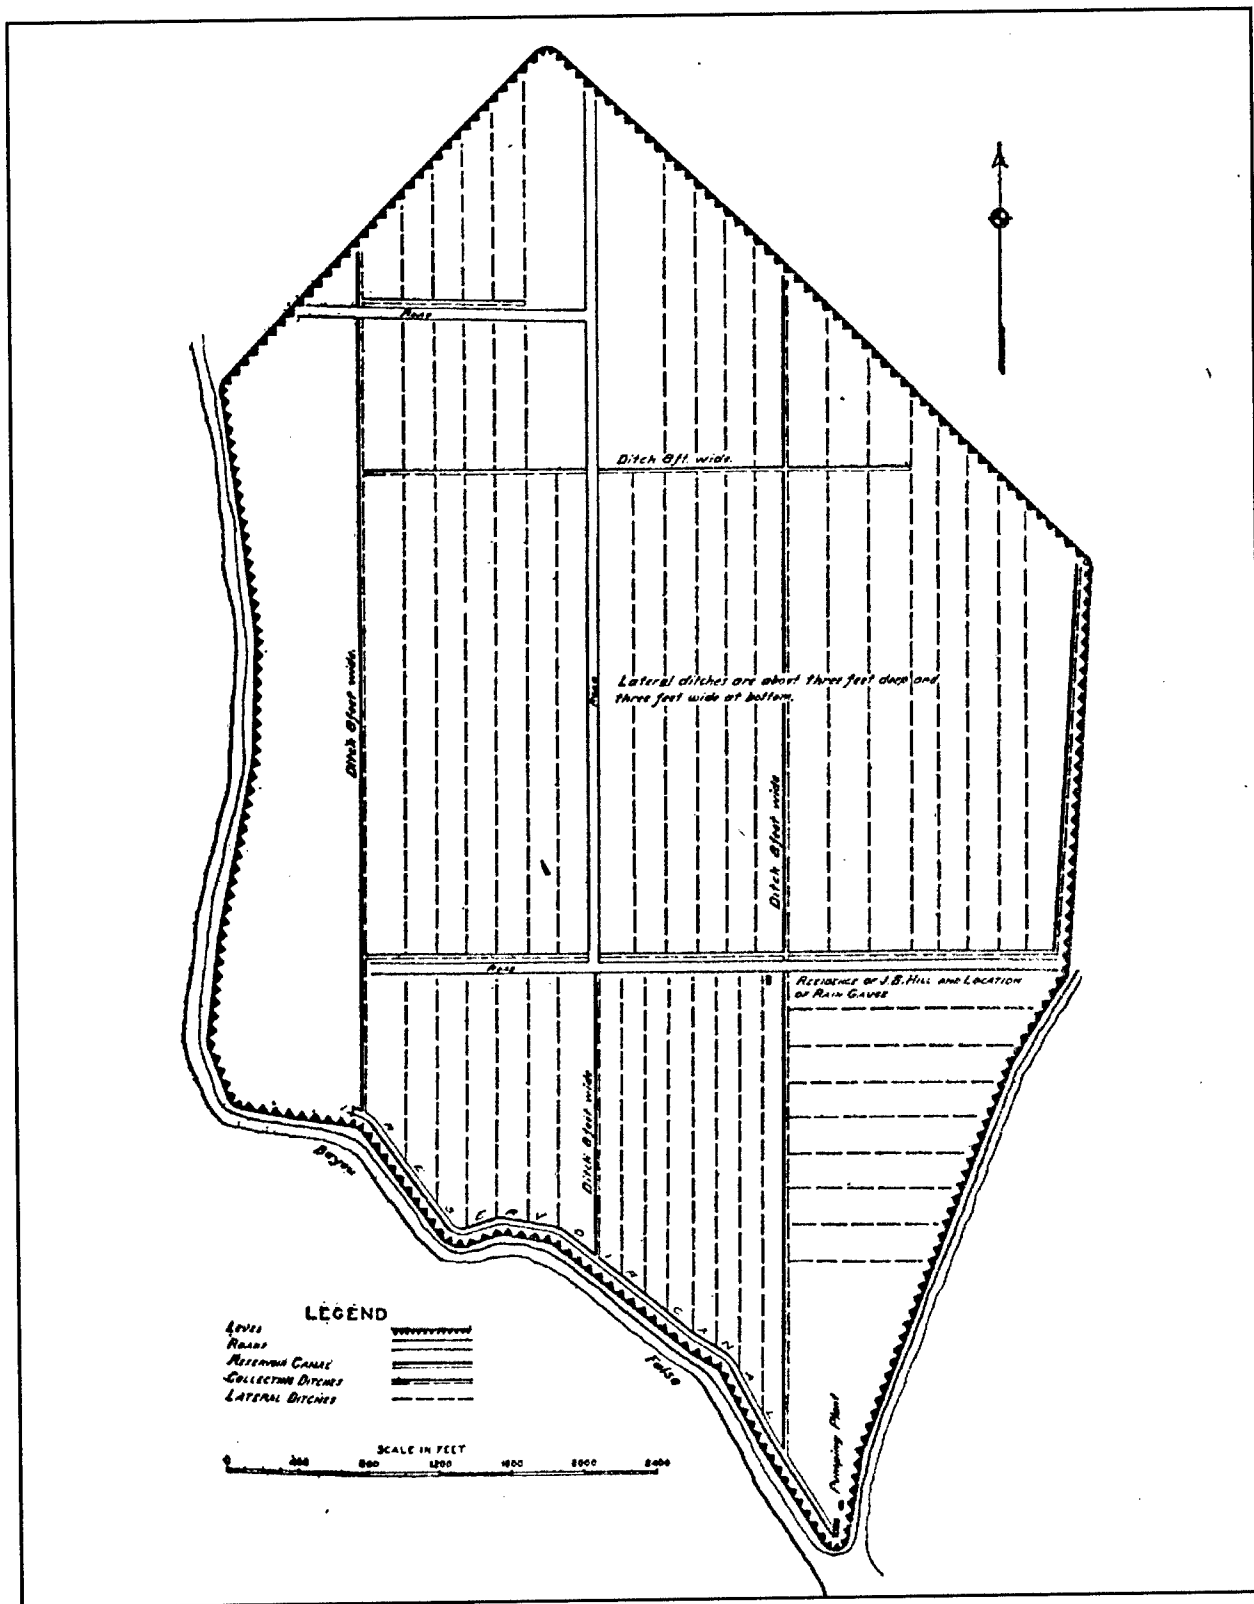 Road
Ditch 8ft. wide.
Ditch 8 feet wide.
Road
Lateral ditches are about three feet deep and
three feet wide at bottom.
Ditch 8 feet wide
Road
RESIDENCE OF J.B. HILL AND LOCATION
OF RAIN GAUGE
Ditch 8 feet wide
Bayou
False
Pumping Plant
LEGEND
LEVEE
ROADS
RESERVOIR CANAL
COLLECTING DITCHES
LATERAL DITCHES
SCALE IN FEET
0 400 800 1200 1600 2000 2400